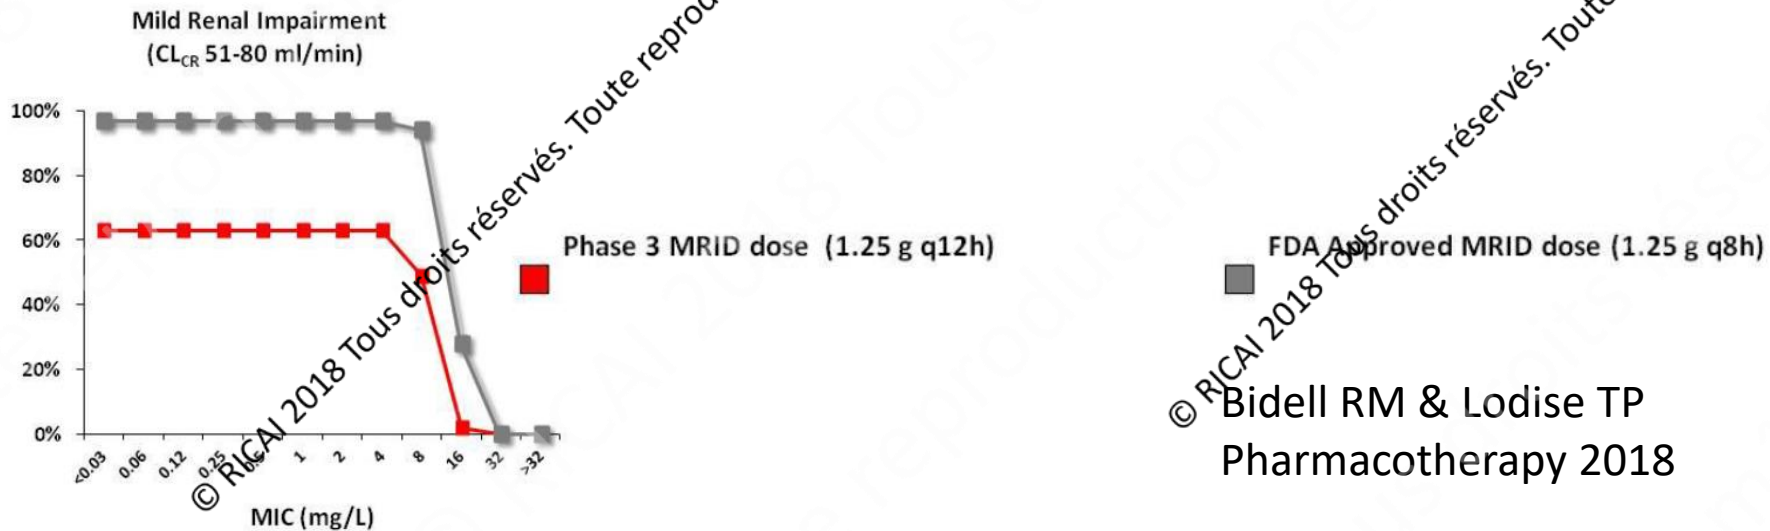 Mild Renal Impairment
(CLCR 51-80 ml/min)
100%
80%
60%
40%
20%
0%
<0.03
0.06
0.12
0.25
1
2
4
8
16
32
>32
MIC (mg/L)
Phase 3 MRID dose (1.25 g q12h)
FDA Approved MRID dose (1.25 g q8h)
Bidell RM & Lodise TP
Pharmacotherapy 2018
© RICAI 2018 Tous droits réservés. Toute reprod
© RICAI 2018 Tous droits réservés. Toute